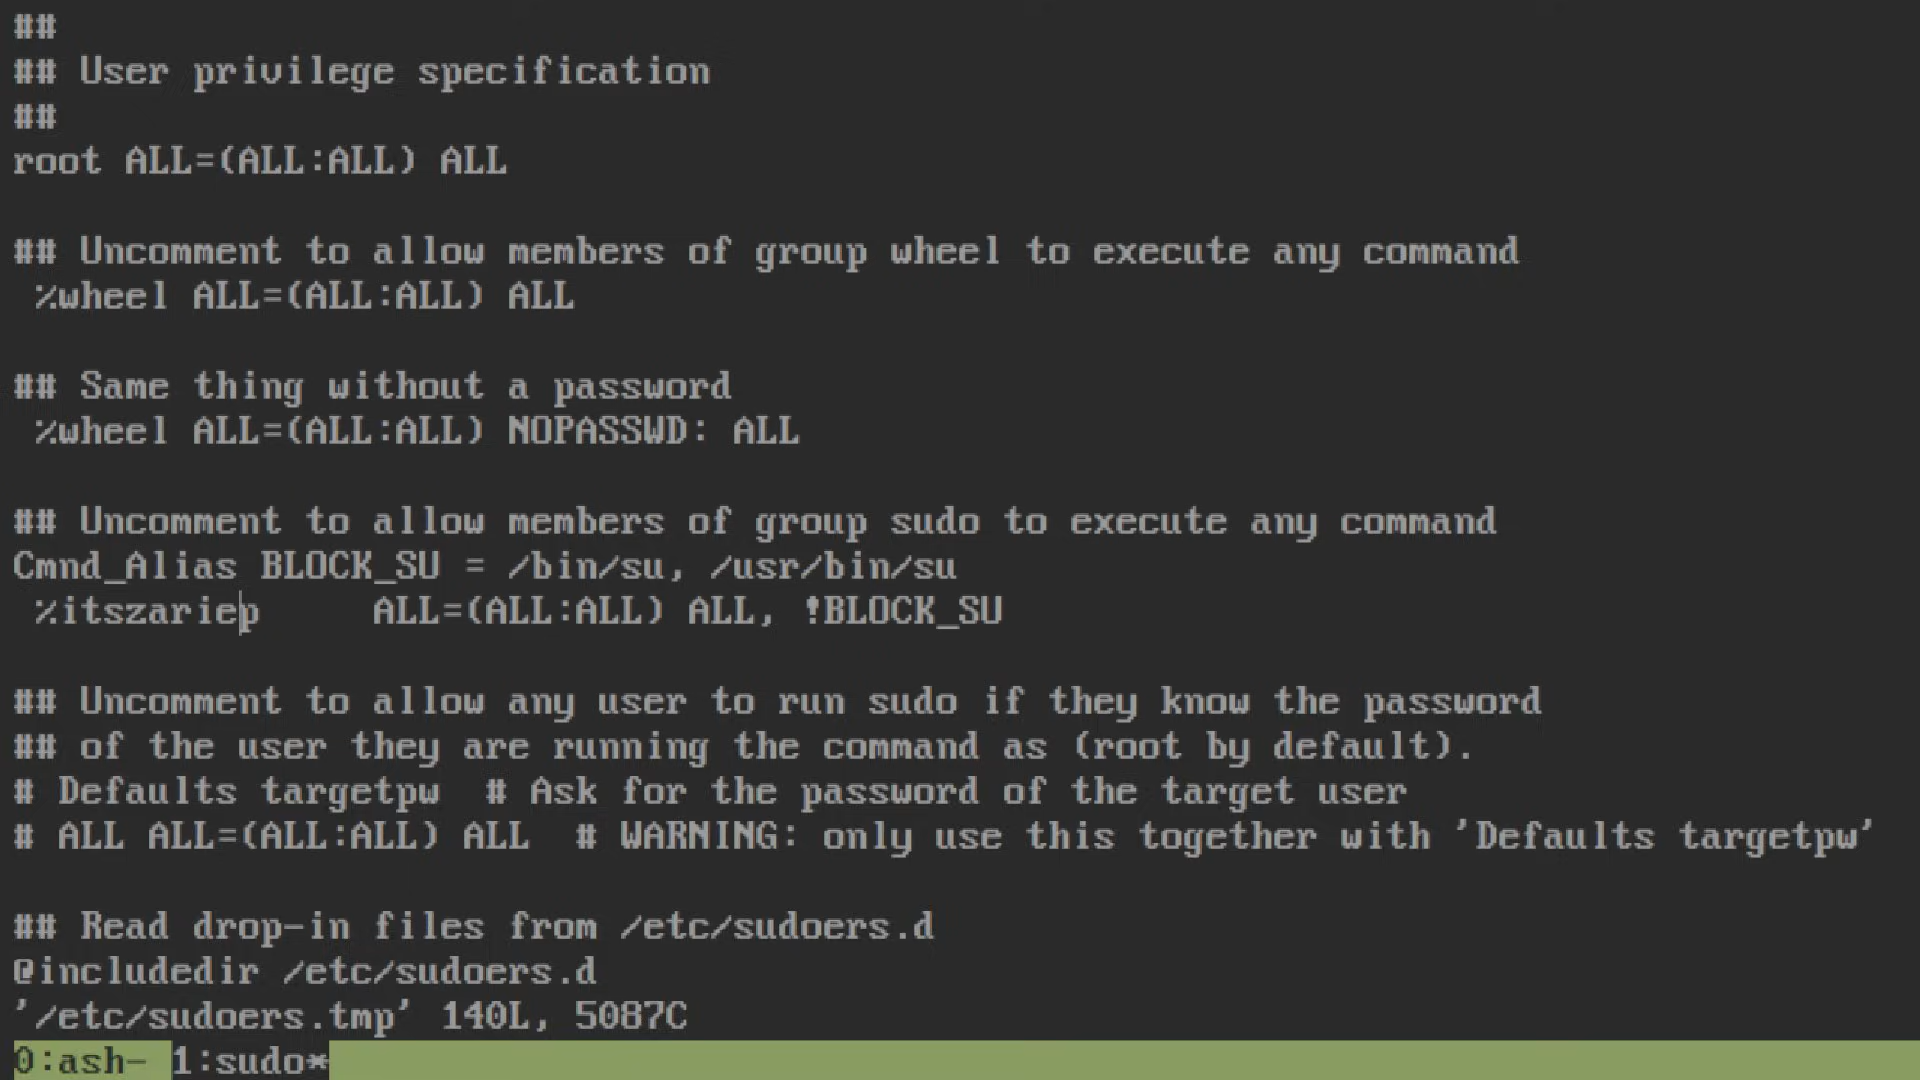 ##
## User privilege specification
##
root ALL=(ALL:ALL) ALL
## Uncomment to allow members of group wheel to execute any command
%wheel ALL=(ALL:ALL) ALL
## Same thing without a password
%wheel ALL=(ALL:ALL) NOPASSWD: ALL
## Uncomment to allow members of group sudo to execute any command
Cmnd_Alias BLOCK_SU = /bin/su, /usr/bin/su
%itszariep     ALL=(ALL:ALL) ALL, !BLOCK_SU
## Uncomment to allow any user to run sudo if they know the password
## of the user they are running the command as (root by default).
# Defaults targetpw  # Ask for the password of the target user
# ALL ALL=(ALL:ALL) ALL  # WARNING: only use this together with 'Defaults targetpw'
## Read drop-in files from /etc/sudoers.d
@includedir /etc/sudoers.d
'/etc/sudoers.tmp' 140L, 5087C
0:ash- 1:sudo*